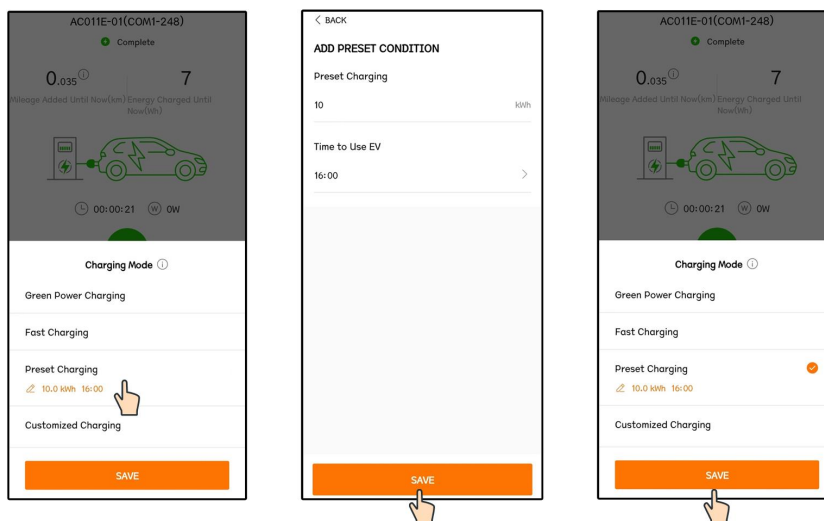 AC011E-01(COM1-248)
Complete
0.035
7
Mileage Added Until Now(km)
Energy Charged Until
Now(Wh)
00:00:21
W 0W
Charging Mode
Green Power Charging
Fast Charging
Preset Charging
10.0 kWh 16:00
Customized Charging
SAVE
< BACK
ADD PRESET CONDITION
Preset Charging
10 kWh
Time to Use EV
16:00 >
SAVE
AC011E-01(COM1-248)
Complete
0.035
7
Mileage Added Until Now(km)
Energy Charged Until
Now(Wh)
00:00:21
W 0W
Charging Mode
Green Power Charging
Fast Charging
Preset Charging
10.0 kWh 16:00
Customized Charging
SAVE